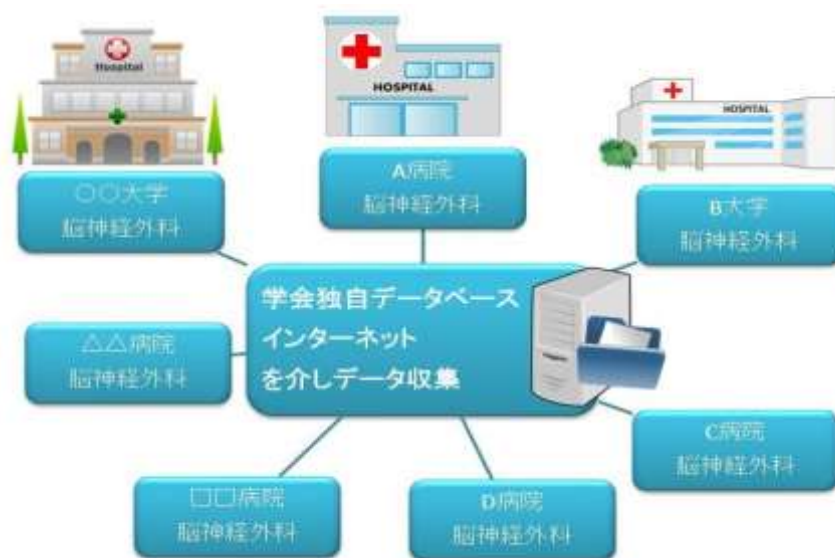 Hospital
HOSPITAL
HOSPITAL
〇〇大学
脳神経外科
A病院
脳神経外科
B大学
脳神経外科
学会独自データベース
インターネット
を介しデータ収集
△△病院
脳神経外科
C病院
脳神経外科
□□病院
脳神経外科
D病院
脳神経外科